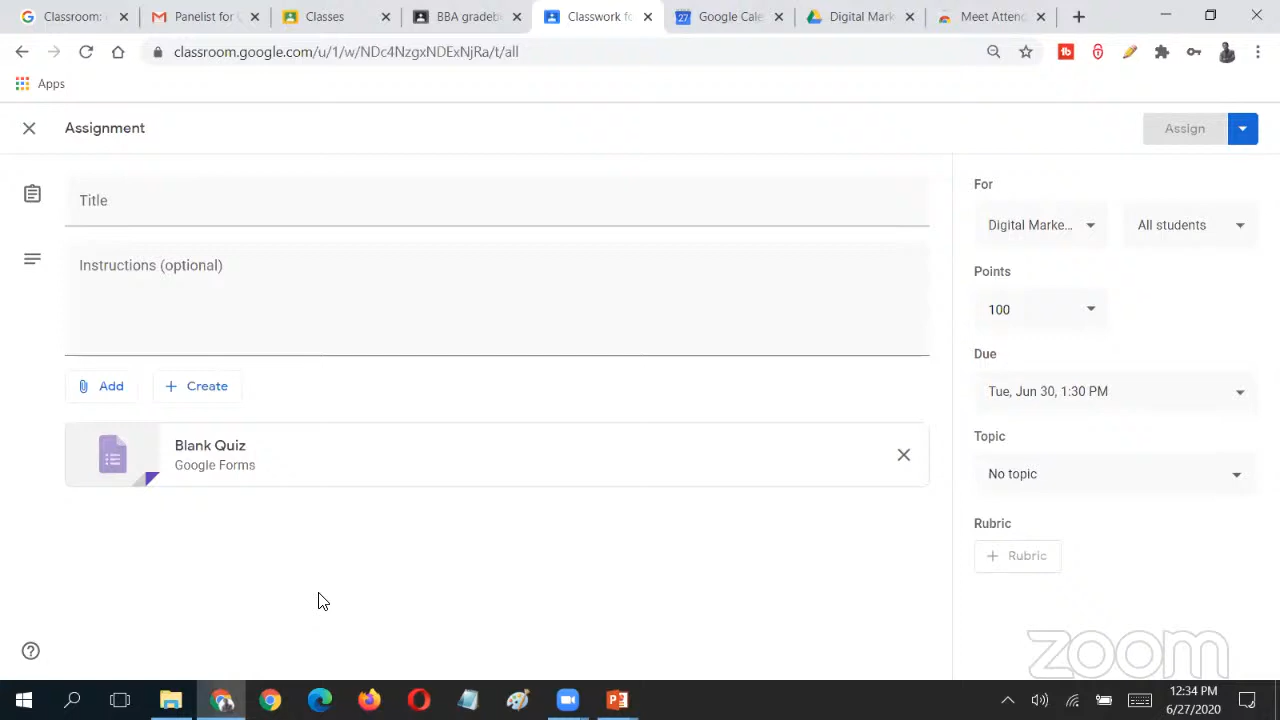 Classroom:
Panelist for
Classes
BBA gradeb
Classwork fo
27
Google Cale
Digital Mark
Meet Attend
classroom.google.com/u/1/w/NDc4NzgxNDExNjRa/t/all
Apps
Assignment
Assign
Title
Instructions (optional)
Add
Create
Blank Quiz
Google Forms
For
Digital Marke...
All students
Points
100
Due
Tue, Jun 30, 1:30 PM
Topic
No topic
Rubric
+ Rubric
zoom
12:34 PM
6/27/2020